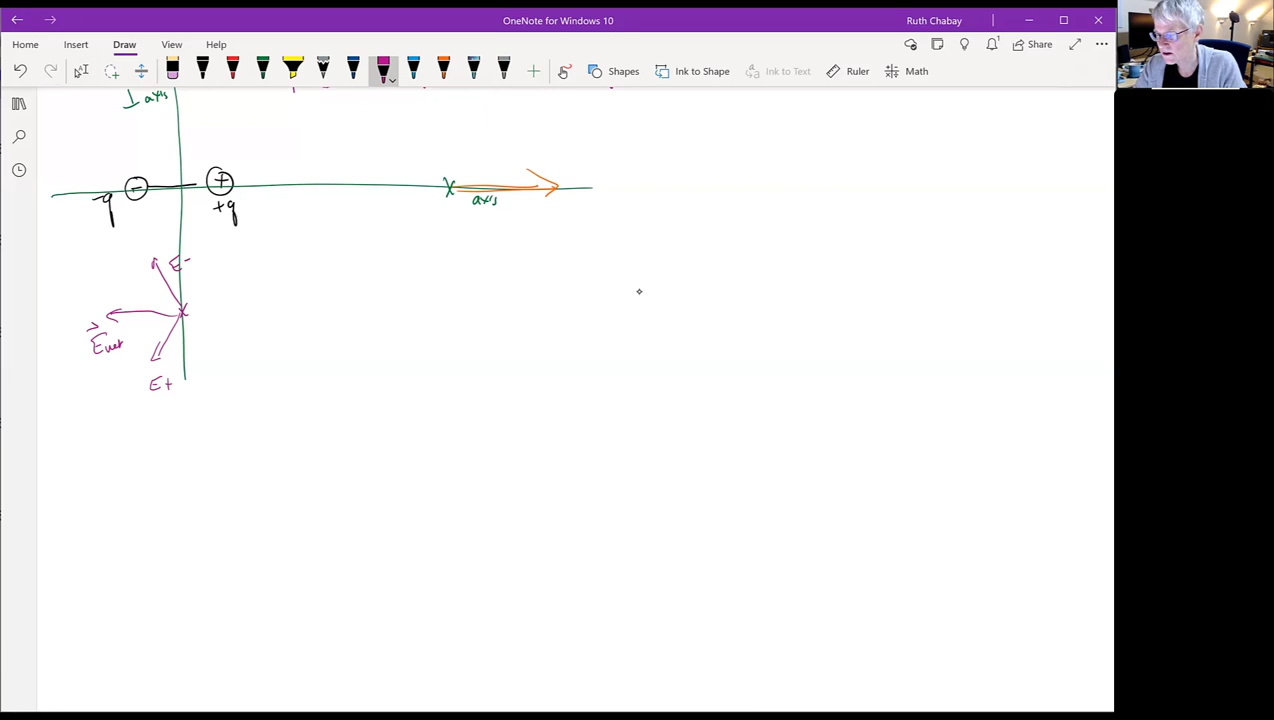 OneNote for Windows 10
Ruth Chabay
Home Insert Draw View Help
Share
Shapes Ink to Shape Ink to Text Ruler Math
⊥ axis
- +
-q +q
x axis
E-
x
Enet
E+